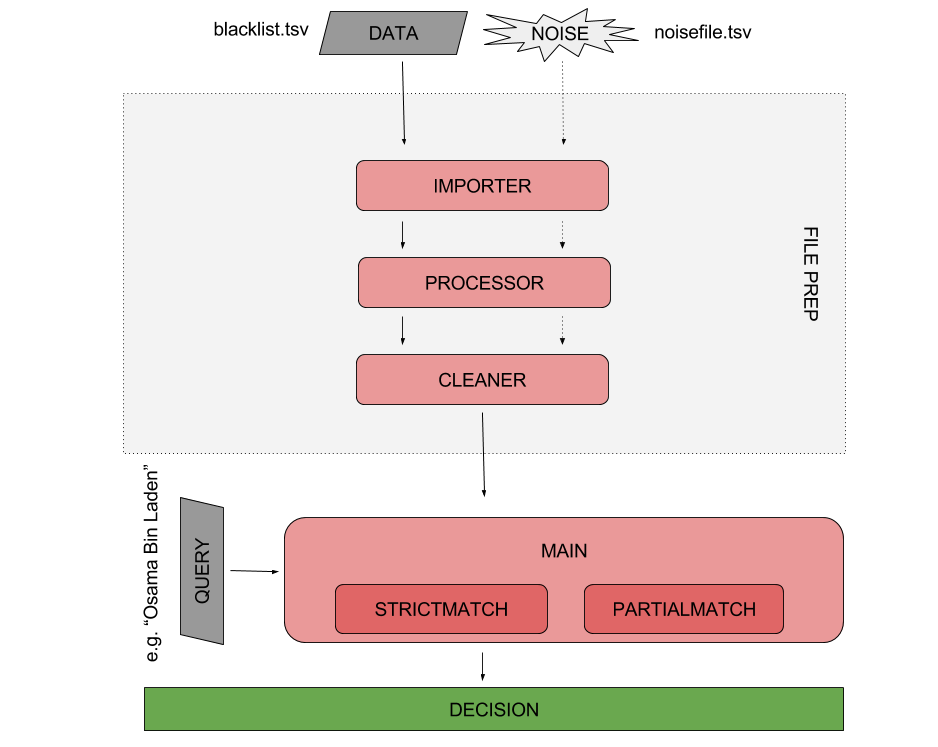 blacklist.tsv
DATA
NOISE
noisefile.tsv
IMPORTER
FILE PREP
PROCESSOR
CLEANER
e.g. “Osama Bin Laden”
QUERY
MAIN
STRICTMATCH
PARTIALMATCH
DECISION